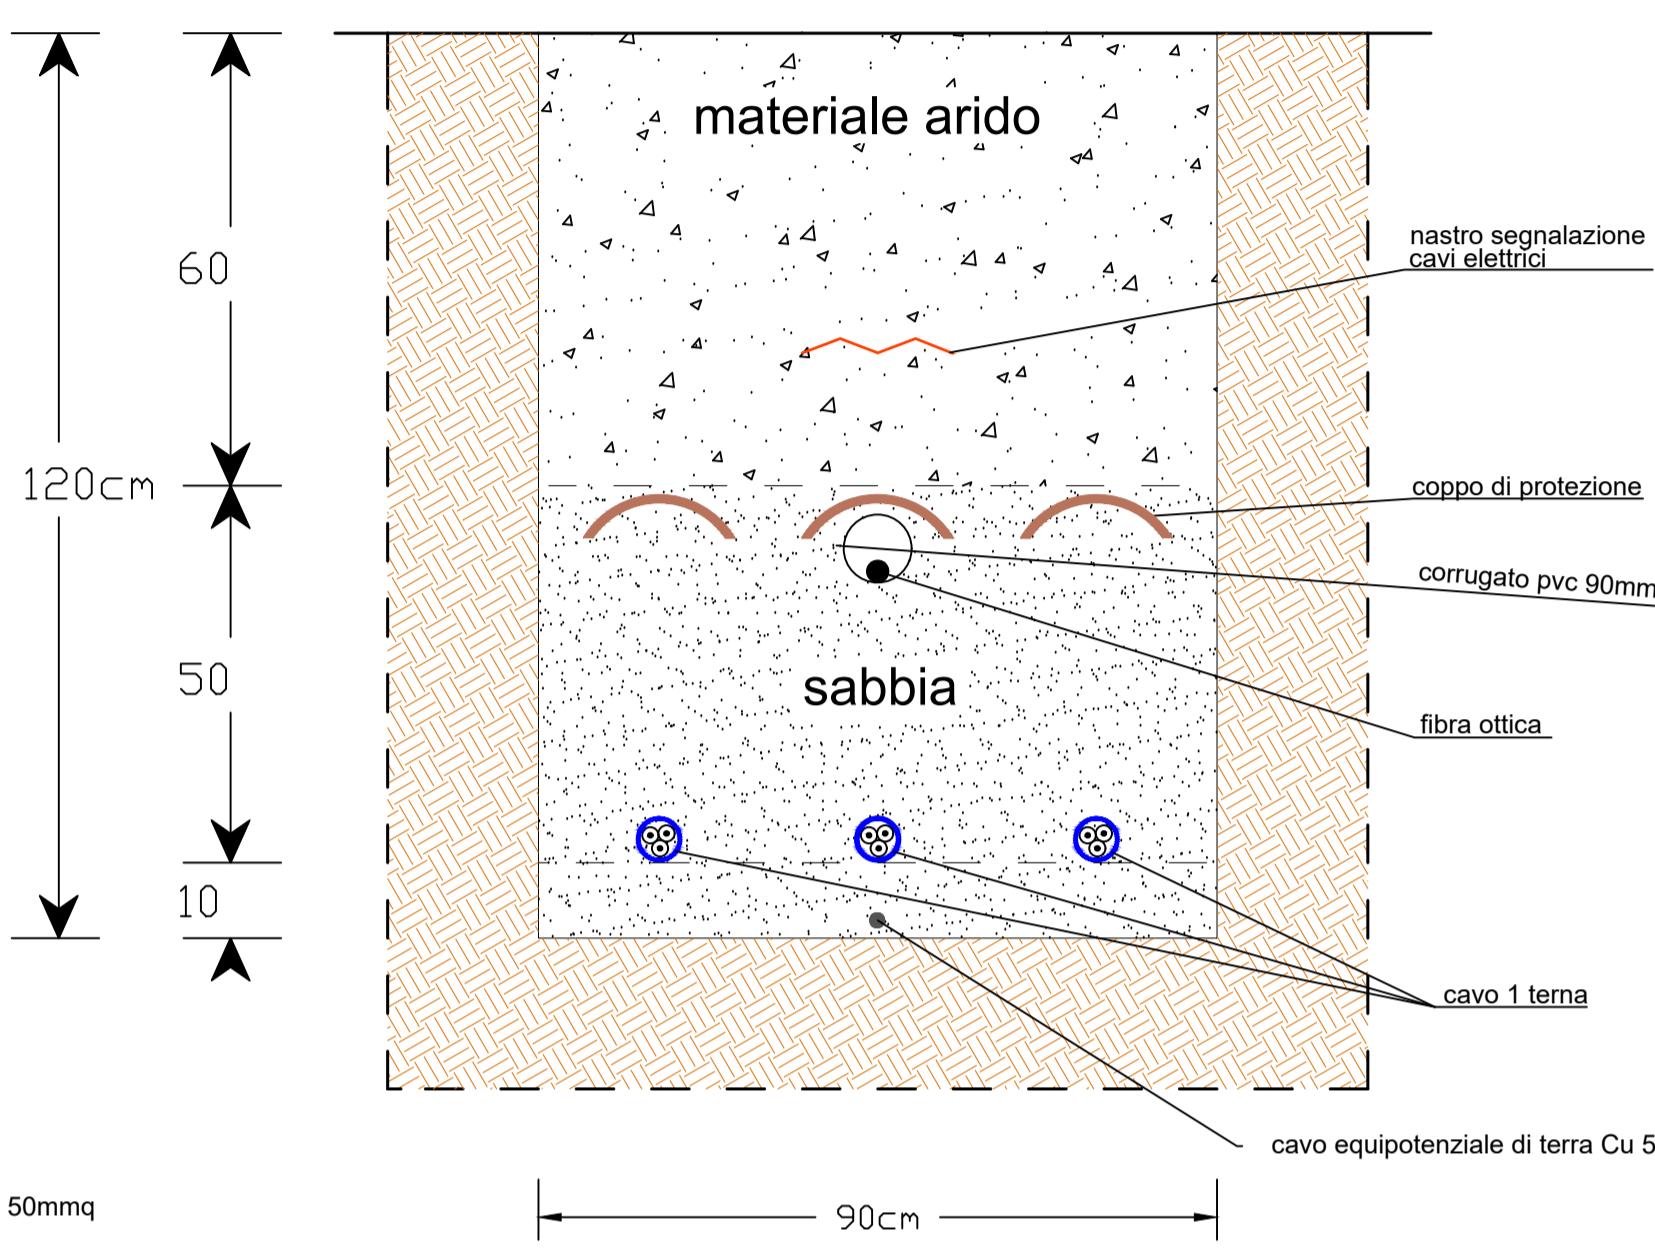 materiale arido
nastro segnalazione
cavi elettrici
60
120cm
coppo di protezione
corrugato pvc 90mm
50
sabbia
fibra ottica
10
cavo 1 terna
cavo equipotenziale di terra Cu 5
50mmq
90cm